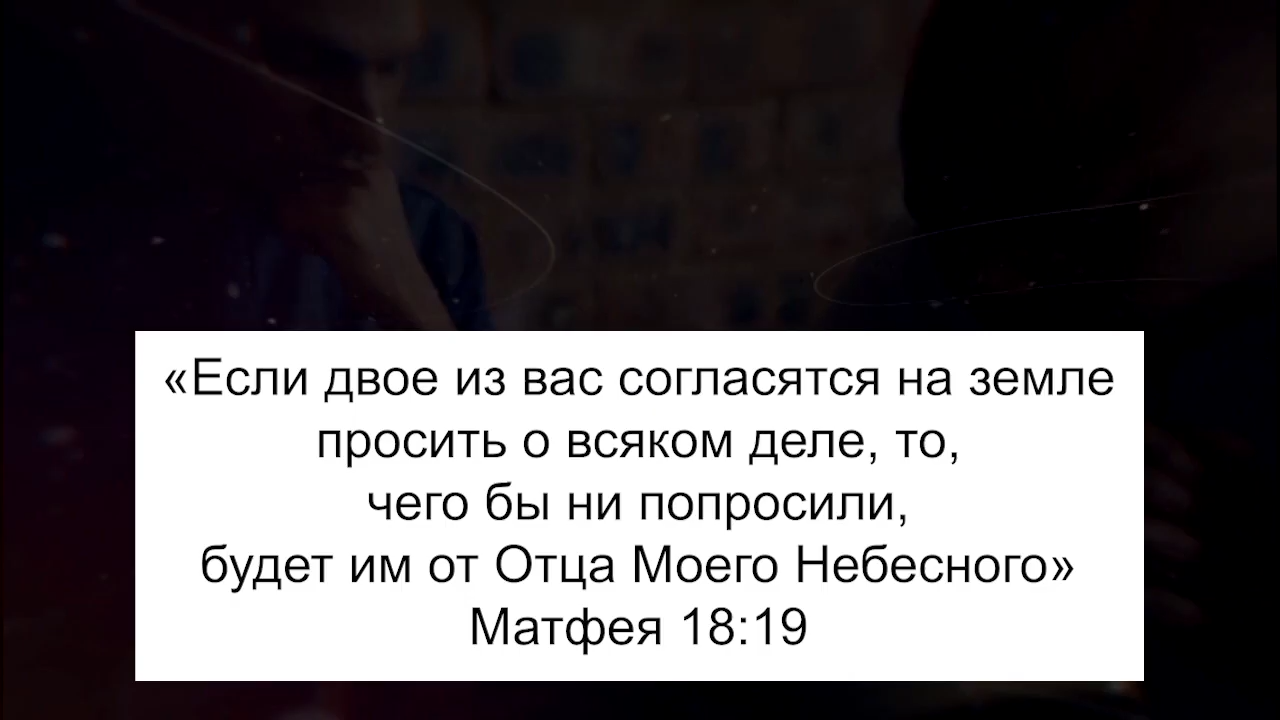 «Если двое из вас согласятся на земле
просить о всяком деле, то,
чего бы ни попросили,
будет им от Отца Моего Небесного»
Матфея 18:19